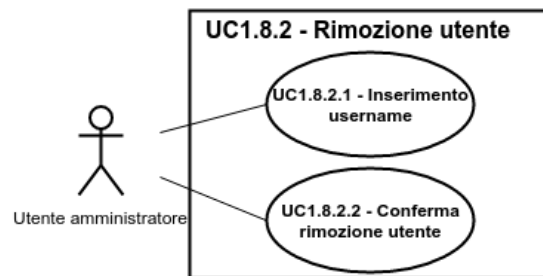 UC1.8.2 - Rimozione utente
UC1.8.2.1 - Inserimento
username
Utente amministratore
UC1.8.2.2 - Conferma
rimozione utente